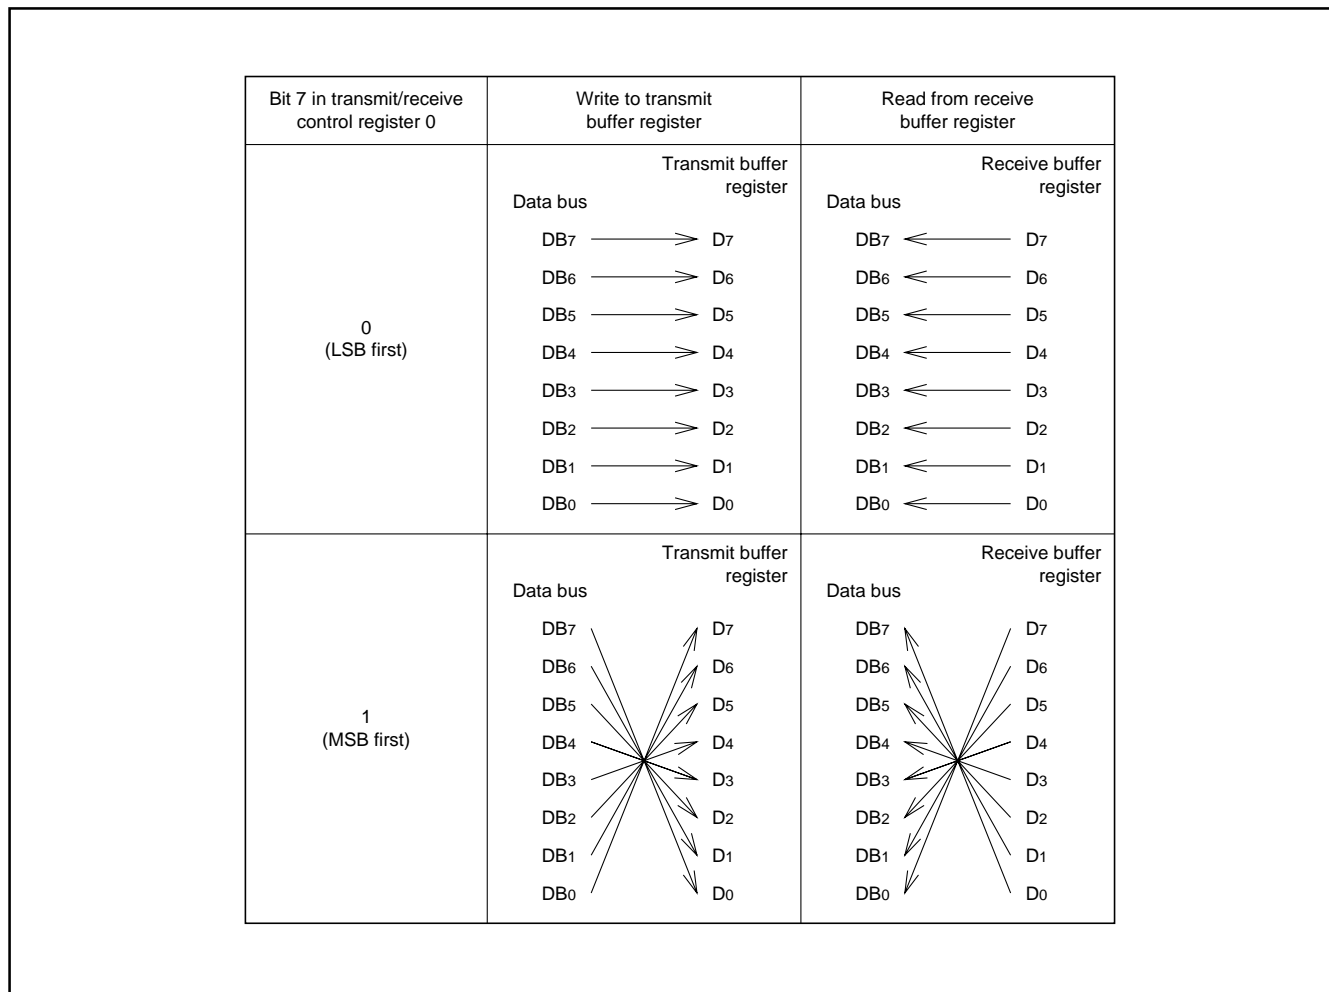 Bit 7 in transmit/receive
control register 0
Write to transmit
buffer register
Read from receive
buffer register
0
(LSB first)
Transmit buffer
register
Data bus
DB7 D7
DB6 D6
DB5 D5
DB4 D4
DB3 D3
DB2 D2
DB1 D1
DB0 D0
Receive buffer
register
Data bus
DB7 D7
DB6 D6
DB5 D5
DB4 D4
DB3 D3
DB2 D2
DB1 D1
DB0 D0
1
(MSB first)
Transmit buffer
register
Data bus
DB7 D7
DB6 D6
DB5 D5
DB4 D4
DB3 D3
DB2 D2
DB1 D1
DB0 D0
Receive buffer
register
Data bus
DB7 D7
DB6 D6
DB5 D5
DB4 D4
DB3 D3
DB2 D2
DB1 D1
DB0 D0